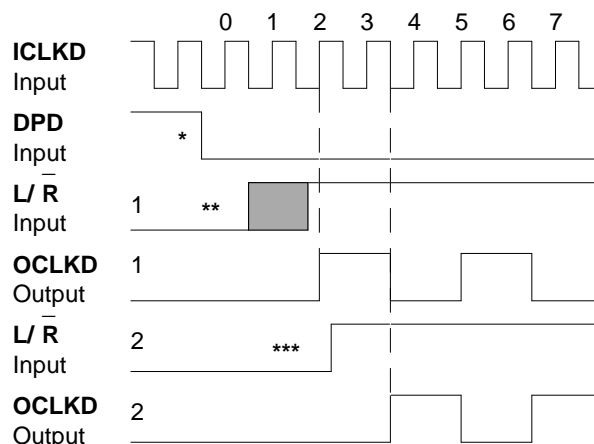 0 1 2 3 4 5 6 7
ICLKD
Input
DPD
*
Input
L/ R̅
1 **
Input
OCLKD 1
Output
L/ R̅ 2
***
Input
OCLKD 2
Output